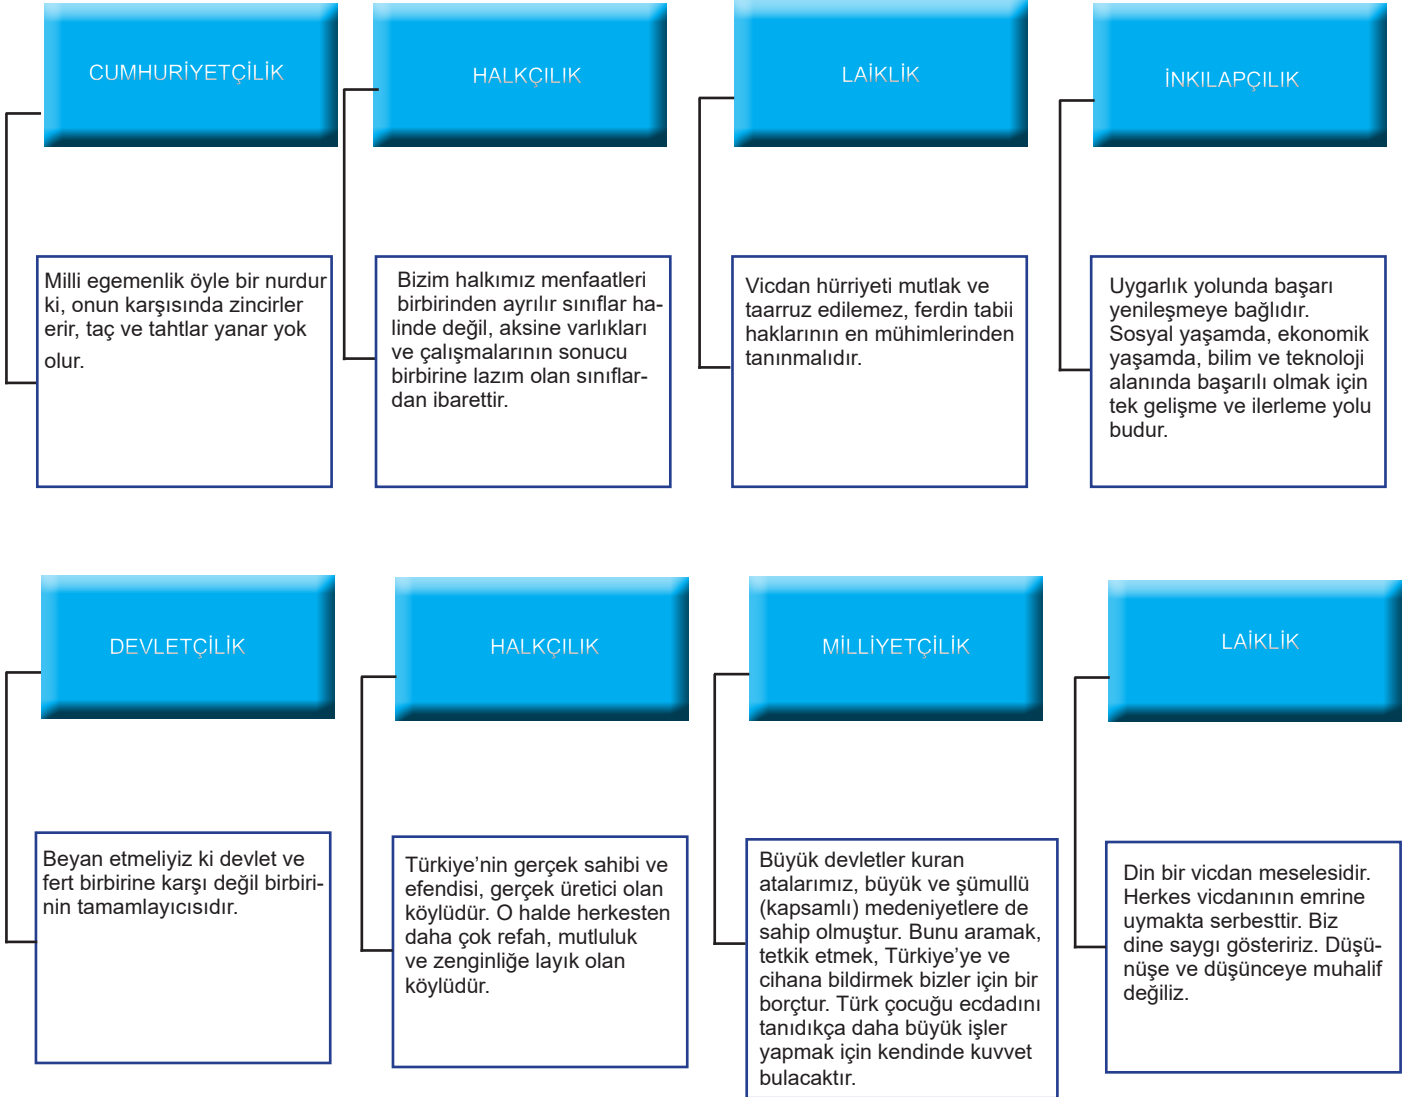 CUMHURİYETÇİLİK
HALKÇILIK
LAİKLİK
İNKILAPÇILIK
Milli egemenlik öyle bir nurdur
ki, onun karşısında zincirler
erir, taç ve tahtlar yanar yok
olur.
Bizim halkımız menfaatleri
birbirinden ayrılır sınıflar ha-
linde değil, aksine varlıkları
ve çalışmalarının sonucu
birbirine lazım olan sınıflar-
dan ibarettir.
Vicdan hürriyeti mutlak ve
taarruz edilemez, ferdin tabii
haklarının en mühimlerinden
tanınmalıdır.
Uygarlık yolunda başarı
yenileşmeye bağlıdır.
Sosyal yaşamda, ekonomik
yaşamda, bilim ve teknoloji
alanında başarılı olmak için
tek gelişme ve ilerleme yolu
budur.
DEVLETÇİLİK
HALKÇILIK
MİLLİYETÇİLİK
LAİKLİK
Beyan etmeliyiz ki devlet ve
fert birbirine karşı değil birbiri-
nin tamamlayıcısıdır.
Türkiye’nin gerçek sahibi ve
efendisi, gerçek üretici olan
köylüdür. O halde herkesten
daha çok refah, mutluluk
ve zenginliğe layık olan
köylüdür.
Büyük devletler kuran
atalarımız, büyük ve şümullü
(kapsamlı) medeniyetlere de
sahip olmuştur. Bunu aramak,
tetkik etmek, Türkiye’ye ve
cihana bildirmek bizler için bir
borçtur. Türk çocuğu ecdadını
tanıdıkça daha büyük işler
yapmak için kendinde kuvvet
bulacaktır.
Din bir vicdan meselesidir.
Herkes vicdanının emrine
uymakta serbesttir. Biz
dine saygı gösteririz. Düşü-
nüşe ve düşünceye muhalif
değiliz.